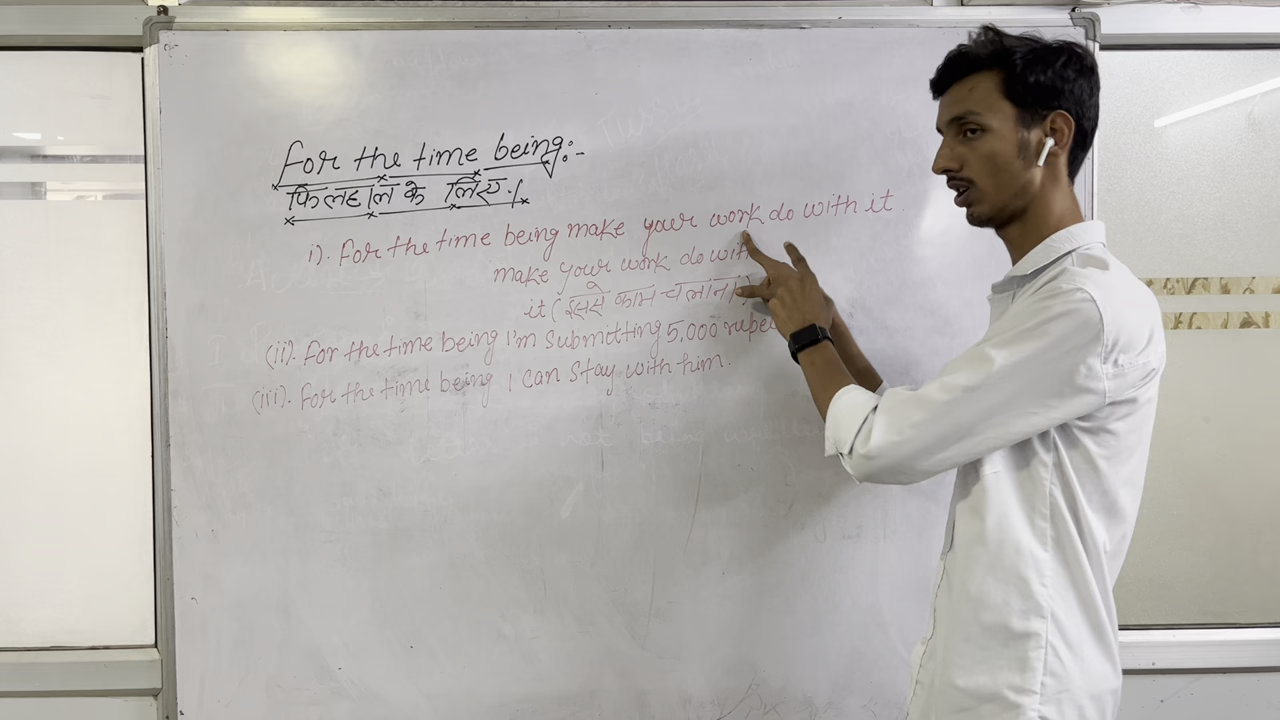 for the time being:-
फिलहाल के लिए।
i). For the time being make your work do with it.
make your work do with
it (इससे काम चलाना)
(ii). For the time being I'm submitting 5,000
(iii). For the time being I can stay with him.